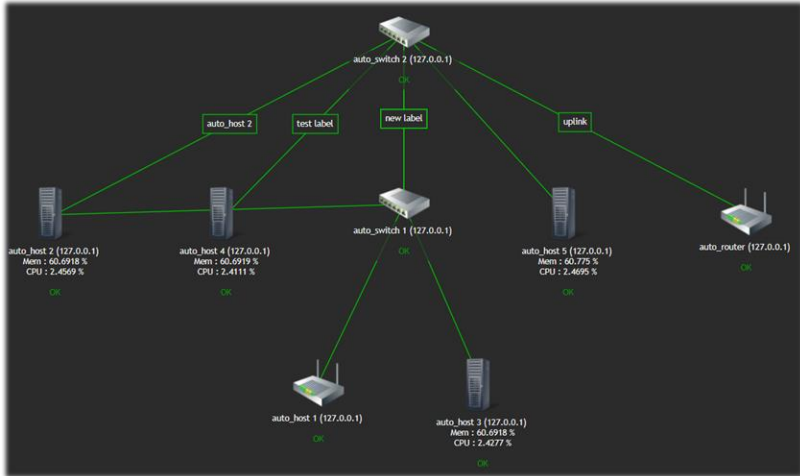 auto_switch 2 (127.0.0.1)
OK
auto_host 2
test label
new label
uplink
auto_host 2 (127.0.0.1)
Mem : 60.6918 %
CPU : 2.4569 %
OK
auto_host 4 (127.0.0.1)
Mem : 60.6919 %
CPU : 2.4111 %
OK
auto_switch 1 (127.0.0.1)
OK
auto_host 5 (127.0.0.1)
Mem : 60.775 %
CPU : 2.4695 %
OK
auto_router (127.0.0.1)
OK
auto_host 1 (127.0.0.1)
OK
auto_host 3 (127.0.0.1)
Mem : 60.6918 %
CPU : 2.4277 %
OK